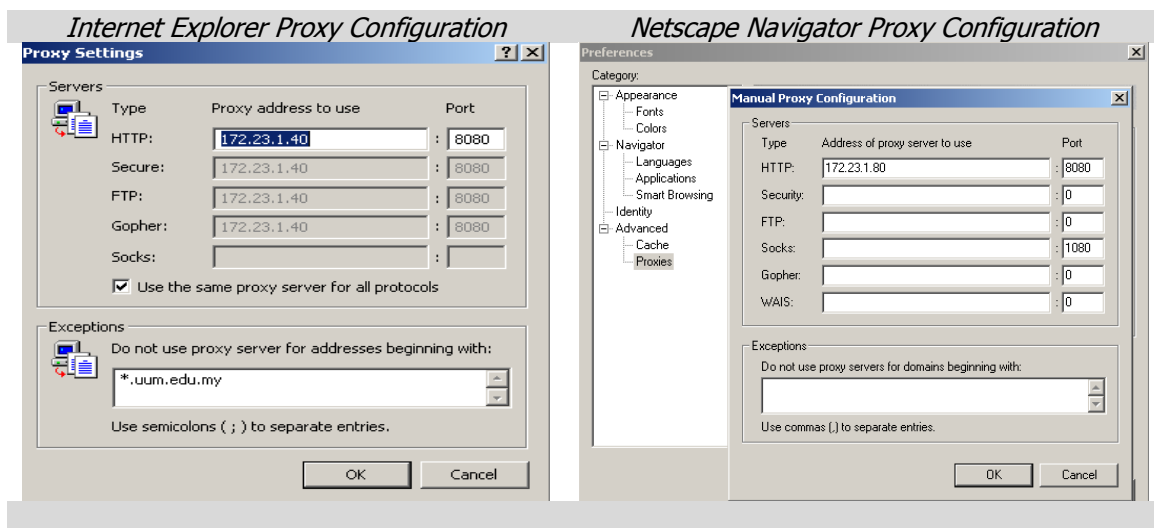 Internet Explorer Proxy Configuration
Netscape Navigator Proxy Configuration
Proxy Settings
Servers
Type Proxy address to use Port
HTTP: 172.23.1.40 : 8080
Secure: 172.23.1.40 : 8080
FTP: 172.23.1.40 : 8080
Gopher: 172.23.1.40 : 8080
Socks: :
Use the same proxy server for all protocols
Exceptions
Do not use proxy server for addresses beginning with:
*.uum.edu.my
Use semicolons ( ; ) to separate entries.
OK Cancel
Preferences
Category:
Appearance
Fonts
Colors
Navigator
Languages
Applications
Smart Browsing
Identity
Advanced
Cache
Proxies
Manual Proxy Configuration
Servers
Type Address of proxy server to use Port
HTTP: 172.23.1.80 : 8080
Security: : 0
FTP: : 0
Socks: : 1080
Gopher: : 0
WAIS: : 0
Exceptions
Do not use proxy servers for domains beginning with:
Use commas (,) to separate entries.
OK Cancel